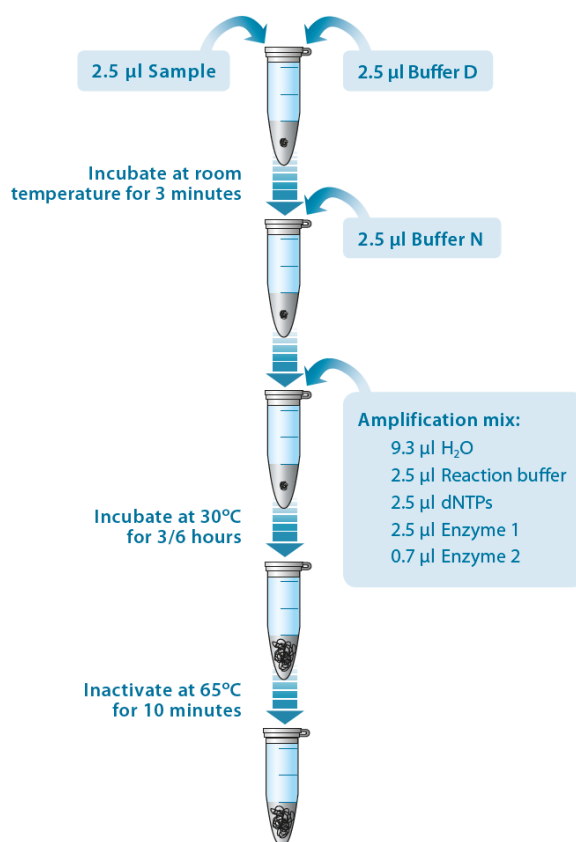 2.5 µl Sample
2.5 µl Buffer D
Incubate at room
temperature for 3 minutes
2.5 µl Buffer N
Amplification mix:
9.3 µl H₂O
2.5 µl Reaction buffer
2.5 µl dNTPs
2.5 µl Enzyme 1
0.7 µl Enzyme 2
Incubate at 30ºC
for 3/6 hours
Inactivate at 65ºC
for 10 minutes